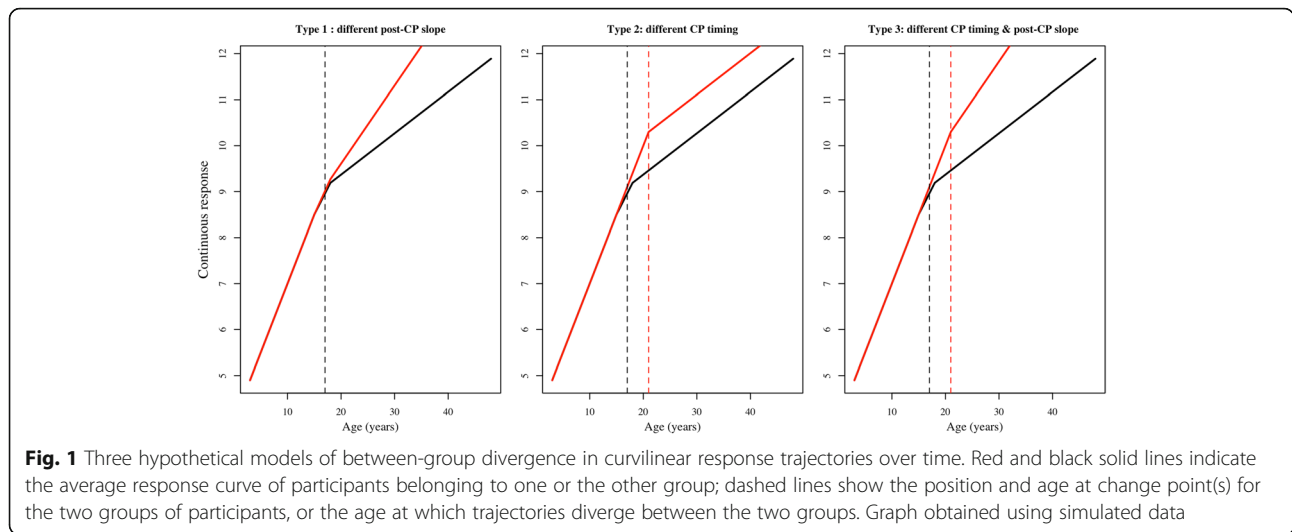 Type 1 : different post-CP slope
Type 2: different CP timing
Type 3: different CP timing & post-CP slope
Continuous response
5 6 7 8 9 10 11 12
10 20 30 40
Age (years)
5 6 7 8 9 10 11 12
10 20 30 40
Age (years)
5 6 7 8 9 10 11 12
10 20 30 40
Age (years)
Fig. 1 Three hypothetical models of between-group divergence in curvilinear response trajectories over time. Red and black solid lines indicate
the average response curve of participants belonging to one or the other group; dashed lines show the position and age at change point(s) for
the two groups of participants, or the age at which trajectories diverge between the two groups. Graph obtained using simulated data